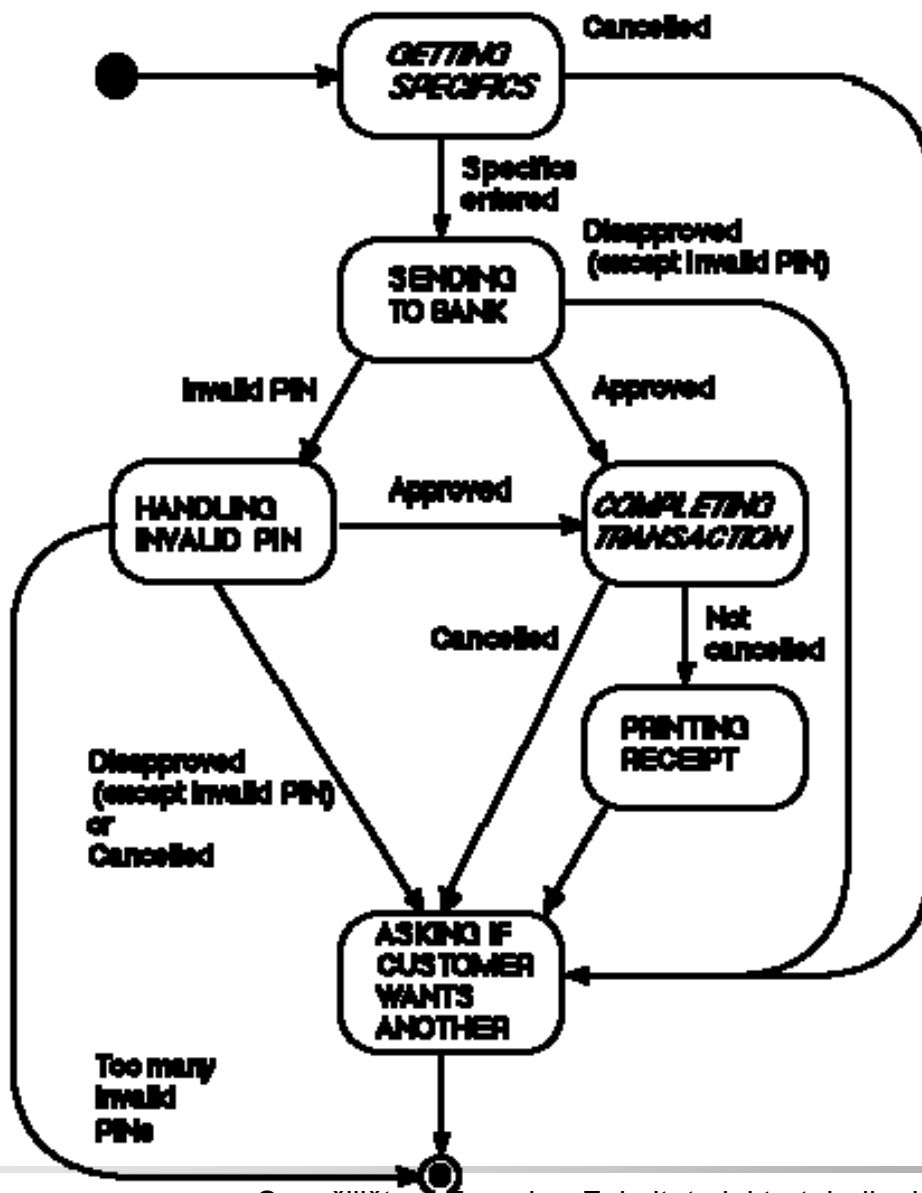 Cancelled
GETTING
SPECIFICS
Specifics
entered
Disapproved
(except Invalid PIN)
SENDING
TO BANK
Invalid PIN
Approved
HANDLING
INVALID PIN
Approved
COMPLETING
TRANSACTION
Cancelled
Not
cancelled
PRINTING
RECEIPT
Disapproved
(except Invalid PIN)
or
Cancelled
ASKING IF
CUSTOMER
WANTS
ANOTHER
Too many
Invalid
PINs